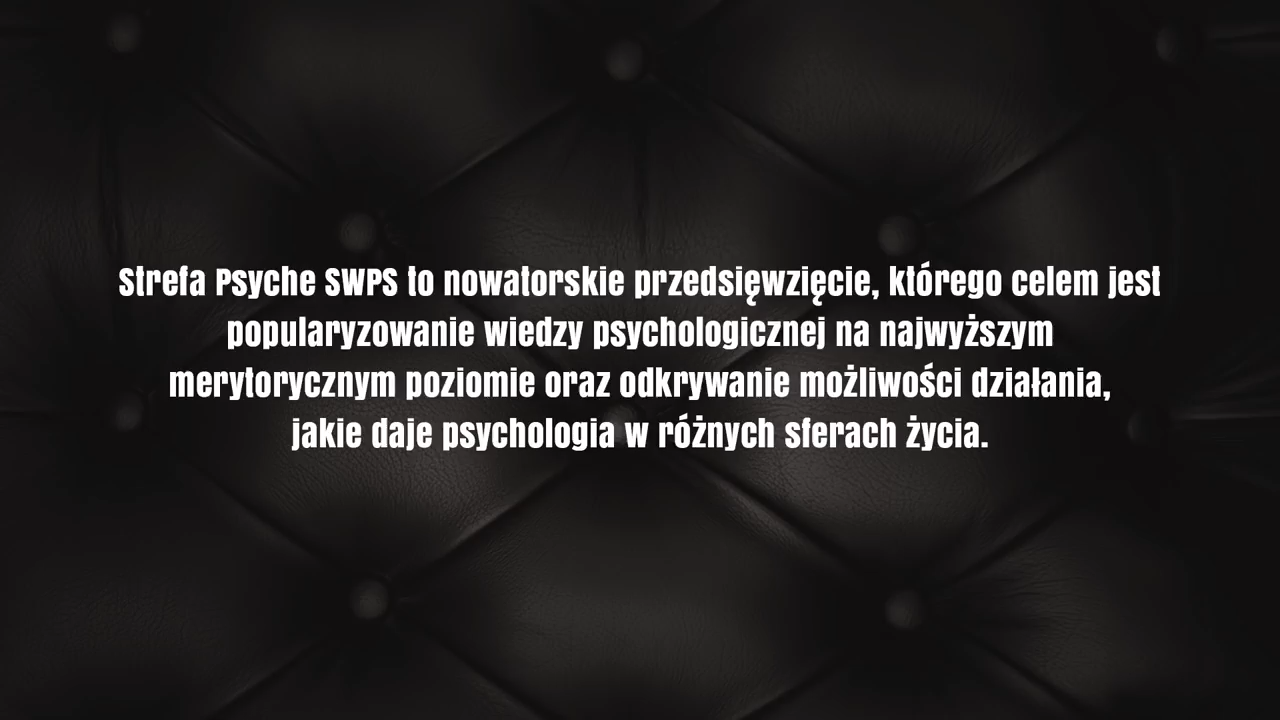 Strefa Psyche SWPS to nowatorskie przedsięwzięcie, którego celem jest
popularyzowanie wiedzy psychologicznej na najwyższym
merytorycznym poziomie oraz odkrywanie możliwości działania,
jakie daje psychologia w różnych sferach życia.